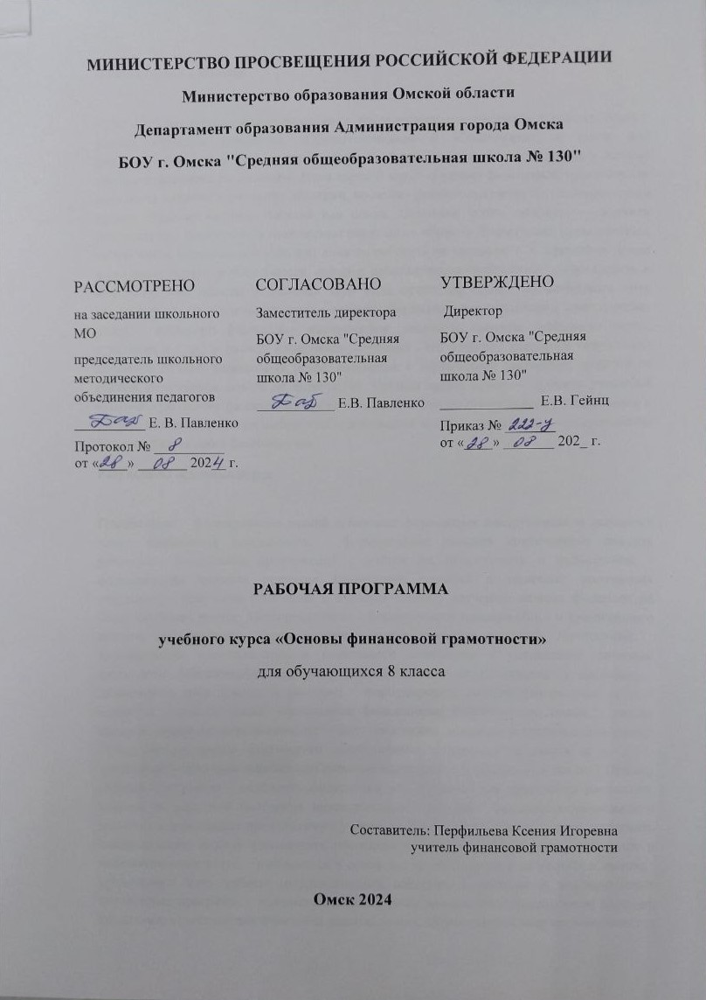 МИНИСТЕРСТВО ПРОСВЕЩЕНИЯ РОССИЙСКОЙ ФЕДЕРАЦИИ
Министерство образования Омской области
Департамент образования Администрация города Омска
БОУ г. Омска "Средняя общеобразовательная школа № 130"
РАССМОТРЕНО
на заседании школьного
МО
председатель школьного
методического
объединения педагогов
Е. В. Павленко
Протокол № 8
от «28» 08 2024 г.
СОГЛАСОВАНО
Заместитель директора
БОУ г. Омска "Средняя
общеобразовательная
школа № 130"
Е.В. Павленко
УТВЕРЖДЕНО
Директор
БОУ г. Омска "Средняя
общеобразовательная
школа № 130"
Е.В. Гейнц
Приказ № 222-у
от «28» 08 202_ г.
РАБОЧАЯ ПРОГРАММА
учебного курса «Основы финансовой грамотности»
для обучающихся 8 класса
Составитель: Перфильева Ксения Игоревна
учитель финансовой грамотности
Омск 2024